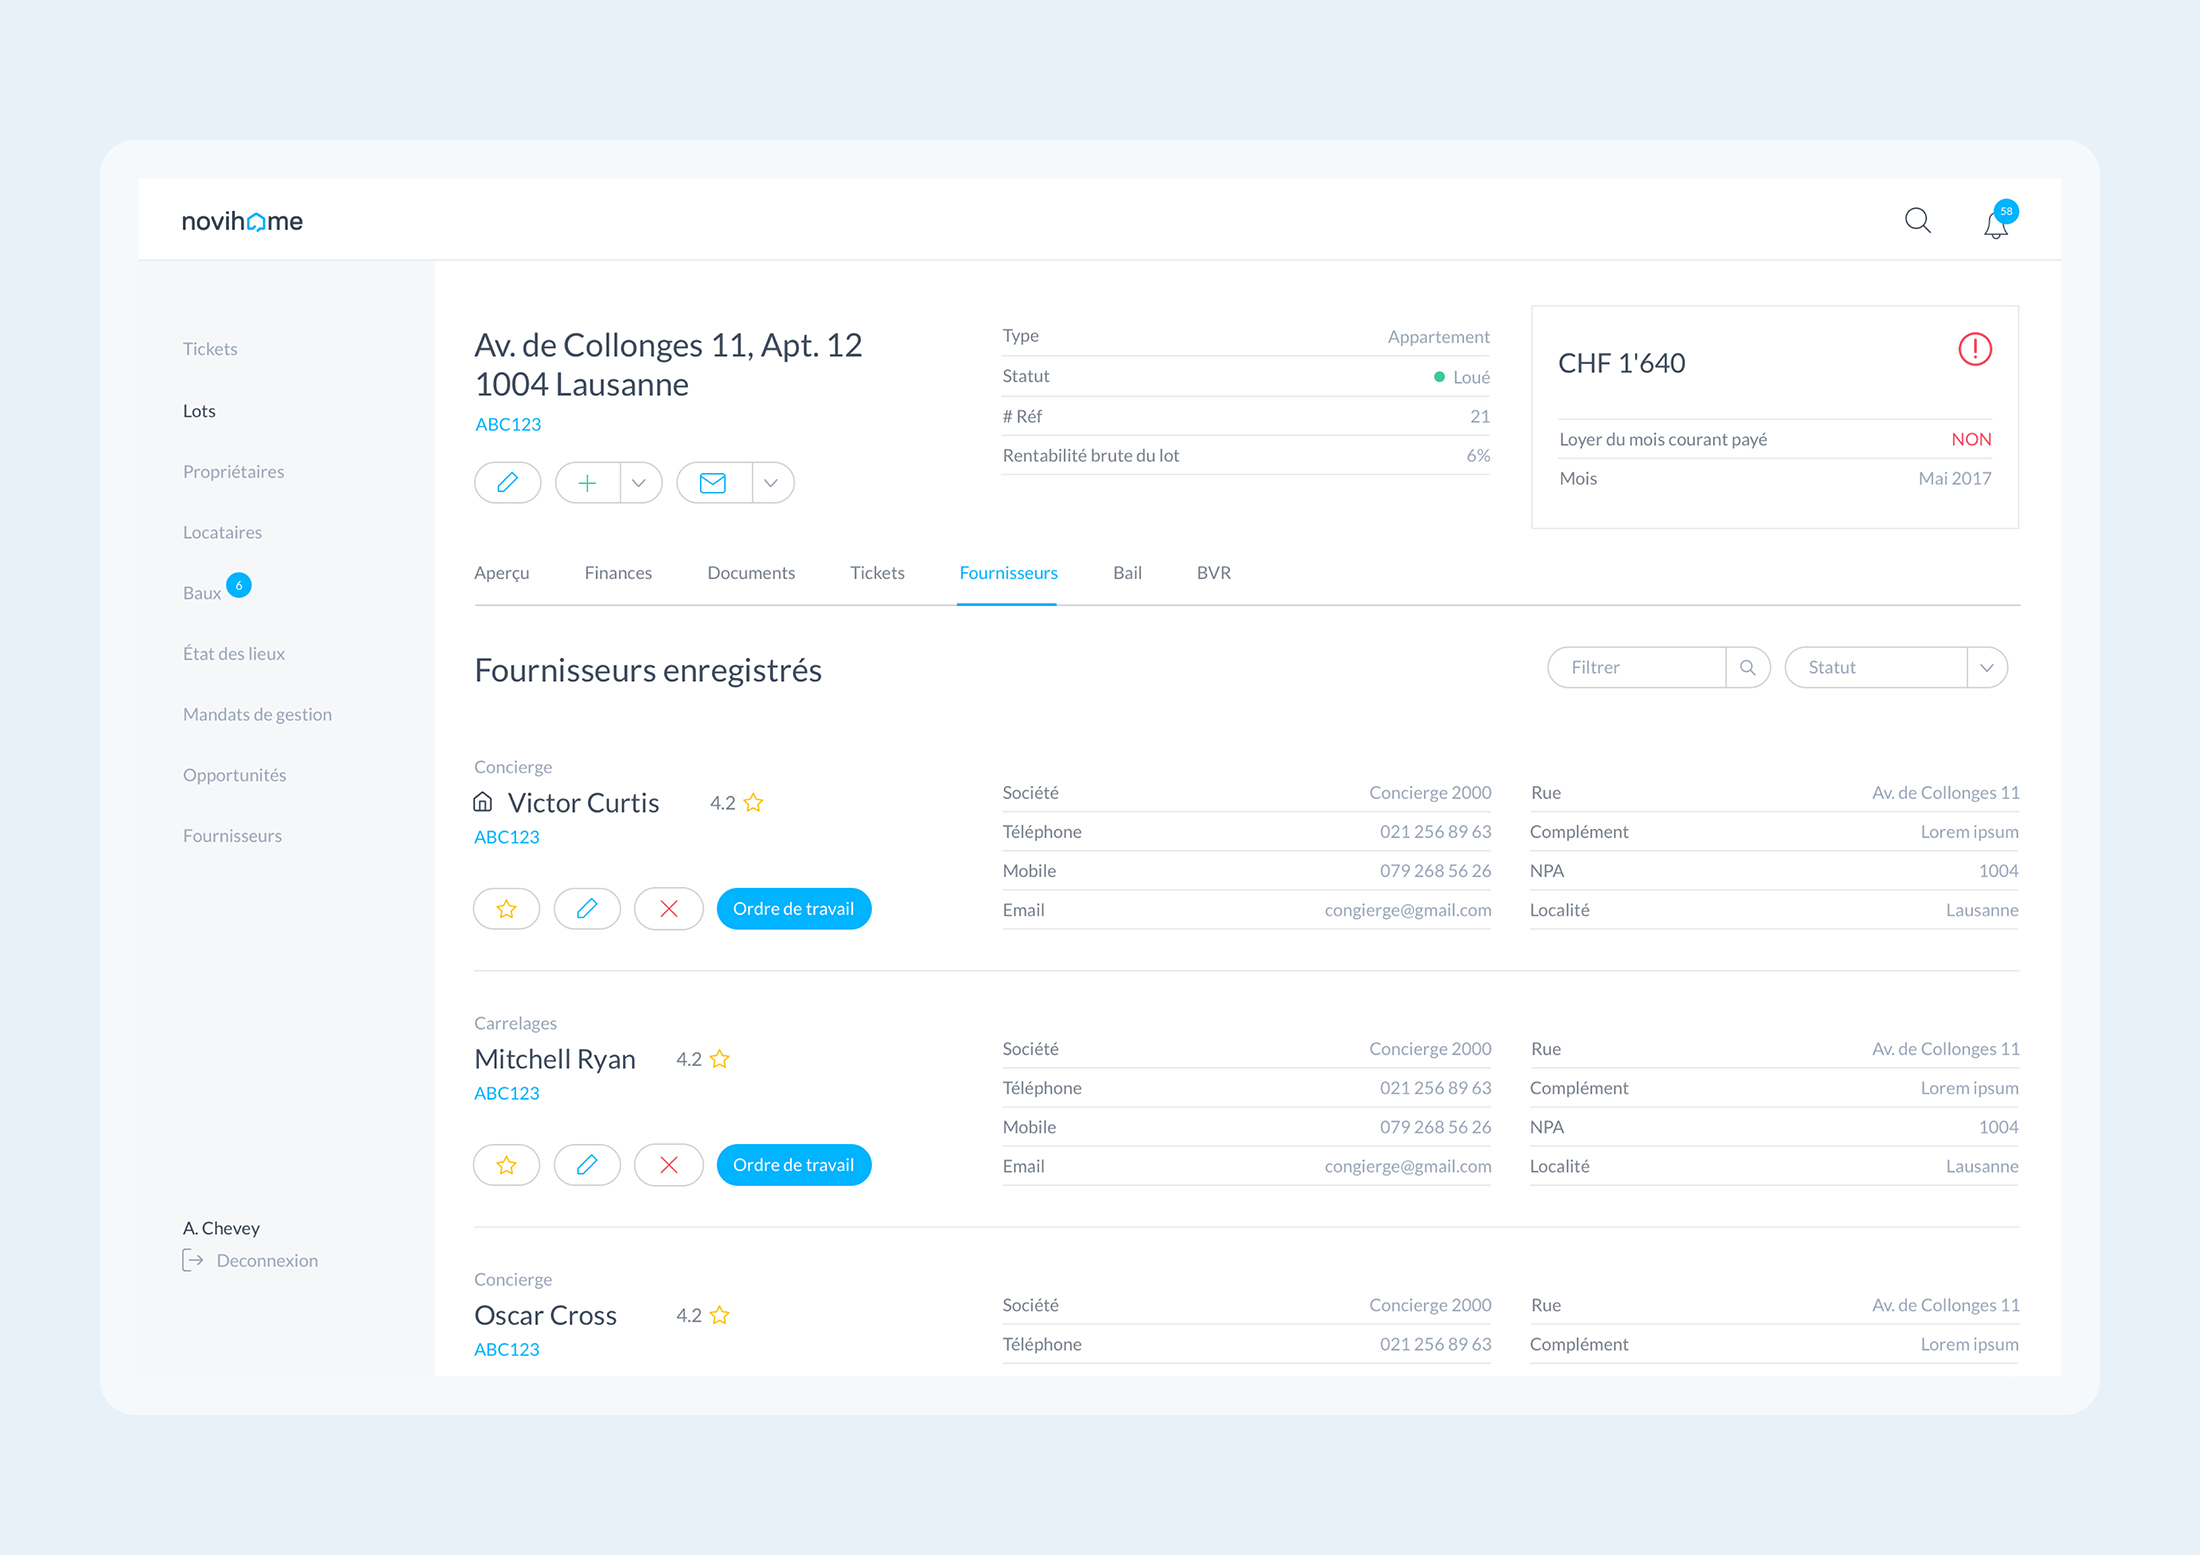 novihome
58
Tickets
Lots
Propriétaires
Locataires
Baux 6
État des lieux
Mandats de gestion
Opportunités
Fournisseurs
A. Chevey
Deconnexion
Av. de Collonges 11, Apt. 12
1004 Lausanne
ABC123
Type Appartement
Statut Loué
# Réf 21
Rentabilité brute du lot 6%
CHF 1'640
Loyer du mois courant payé NON
Mois Mai 2017
Aperçu Finances Documents Tickets Fournisseurs Bail BVR
Fournisseurs enregistrés
Filtrer Statut
Concierge
Victor Curtis 4.2
ABC123
Ordre de travail
Société Concierge 2000
Téléphone 021 256 89 63
Mobile 079 268 56 26
Email congierge@gmail.com
Rue Av. de Collonges 11
Complément Lorem ipsum
NPA 1004
Localité Lausanne
Carrelages
Mitchell Ryan 4.2
ABC123
Ordre de travail
Société Concierge 2000
Téléphone 021 256 89 63
Mobile 079 268 56 26
Email congierge@gmail.com
Rue Av. de Collonges 11
Complément Lorem ipsum
NPA 1004
Localité Lausanne
Concierge
Oscar Cross 4.2
ABC123
Société Concierge 2000
Téléphone 021 256 89 63
Rue Av. de Collonges 11
Complément Lorem ipsum